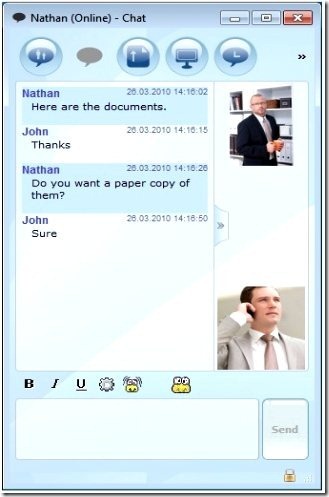 Nathan (Online) - Chat
»
Nathan 26.03.2010 14:16:02
Here are the documents.
John 26.03.2010 14:16:15
Thanks
Nathan 26.03.2010 14:16:26
Do you want a paper copy of
them?
John 26.03.2010 14:16:50
Sure
»
B I U
Send